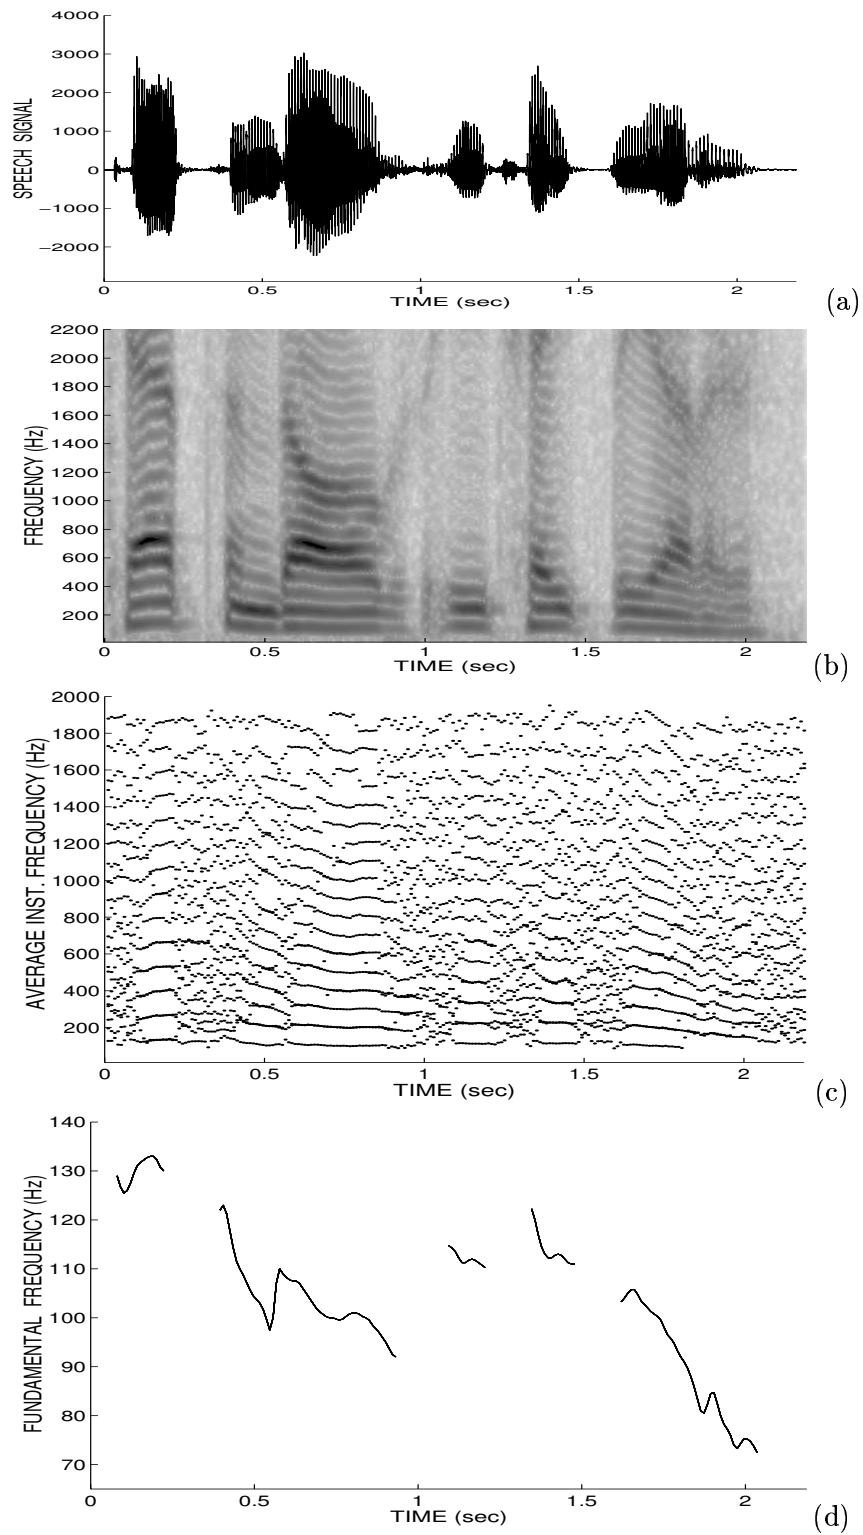 4000
3000
2000
1000
0
−1000
−2000
SPEECH SIGNAL
0 0.5 1 1.5 2
TIME (sec)
(a)
2200
2000
1800
1600
1400
1200
1000
800
600
400
200
FREQUENCY (Hz)
0 0.5 1 1.5 2
TIME (sec)
(b)
2000
1800
1600
1400
1200
1000
800
600
400
200
AVERAGE INST. FREQUENCY (Hz)
0 0.5 1 1.5 2
TIME (sec)
(c)
140
130
120
110
100
90
80
70
FUNDAMENTAL FREQUENCY (Hz)
0 0.5 1 1.5 2
TIME (sec)
(d)